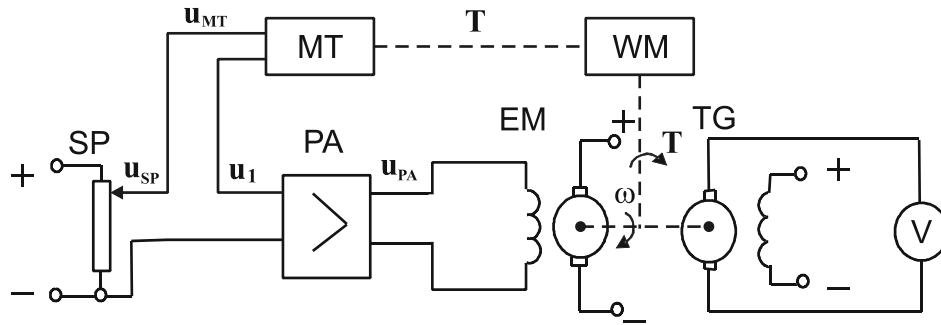 u_MT
MT
T
WM
SP
+
u_SP
−
u_1
PA
u_PA
EM
+
T
ω
−
TG
+
−
V